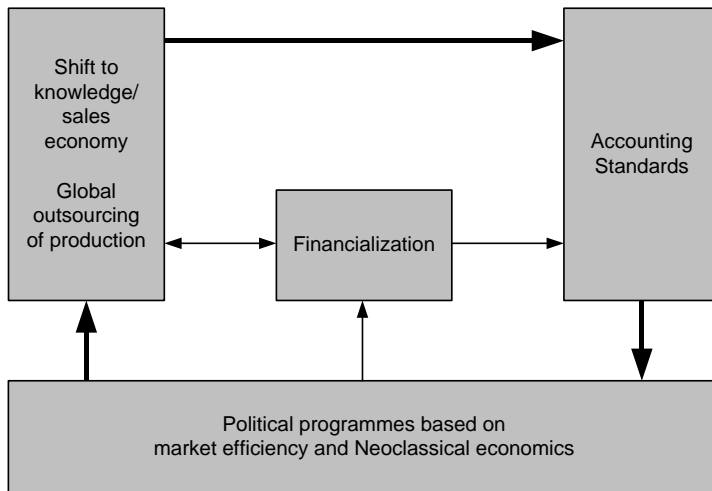 Shift to
knowledge/
sales
economy
Global
outsourcing
of production
Financialization
Accounting
Standards
Political programmes based on
market efficiency and Neoclassical economics